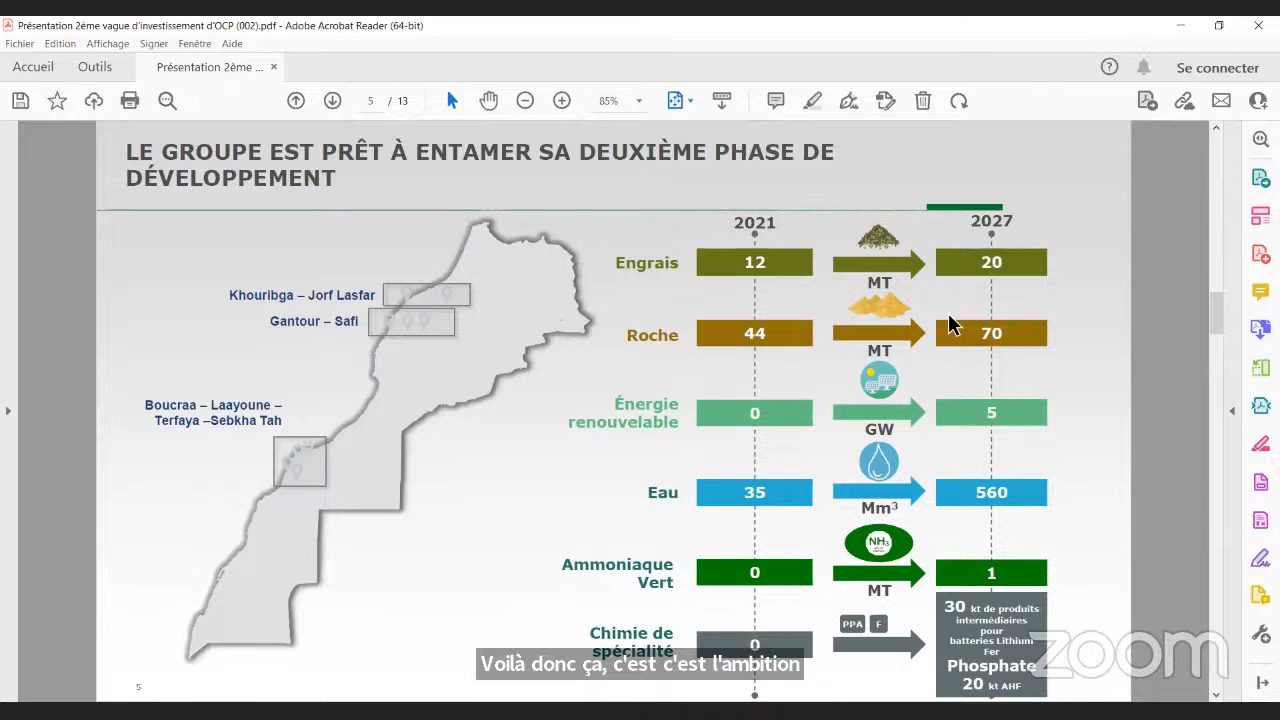 Présentation 2ème vague d'investissement d'OCP (002).pdf - Adobe Acrobat Reader (64-bit)
Fichier Edition Affichage Signer Fenêtre Aide
Accueil Outils Présentation 2ème ... ×
Se connecter
5 / 13
85%
LE GROUPE EST PRÊT À ENTAMER SA DEUXIÈME PHASE DE
DÉVELOPPEMENT
2021 2027
Khouribga – Jorf Lasfar
Gantour – Safi
Boucraa – Laayoune –
Terfaya –Sebkha Tah
Engrais 12 20
MT
Roche 44 70
MT
Énergie
renouvelable 0 5
GW
Eau 35 560
Mm³
Ammoniaque
Vert 0 NH₃ 1
MT
Chimie de
spécialité 0 PPA F
30 kt de produits
intermédiaires
pour
batteries Lithium
Fer
Phosphate
20 kt AHF
Voilà donc ça, c'est c'est l'ambition
zoom
5